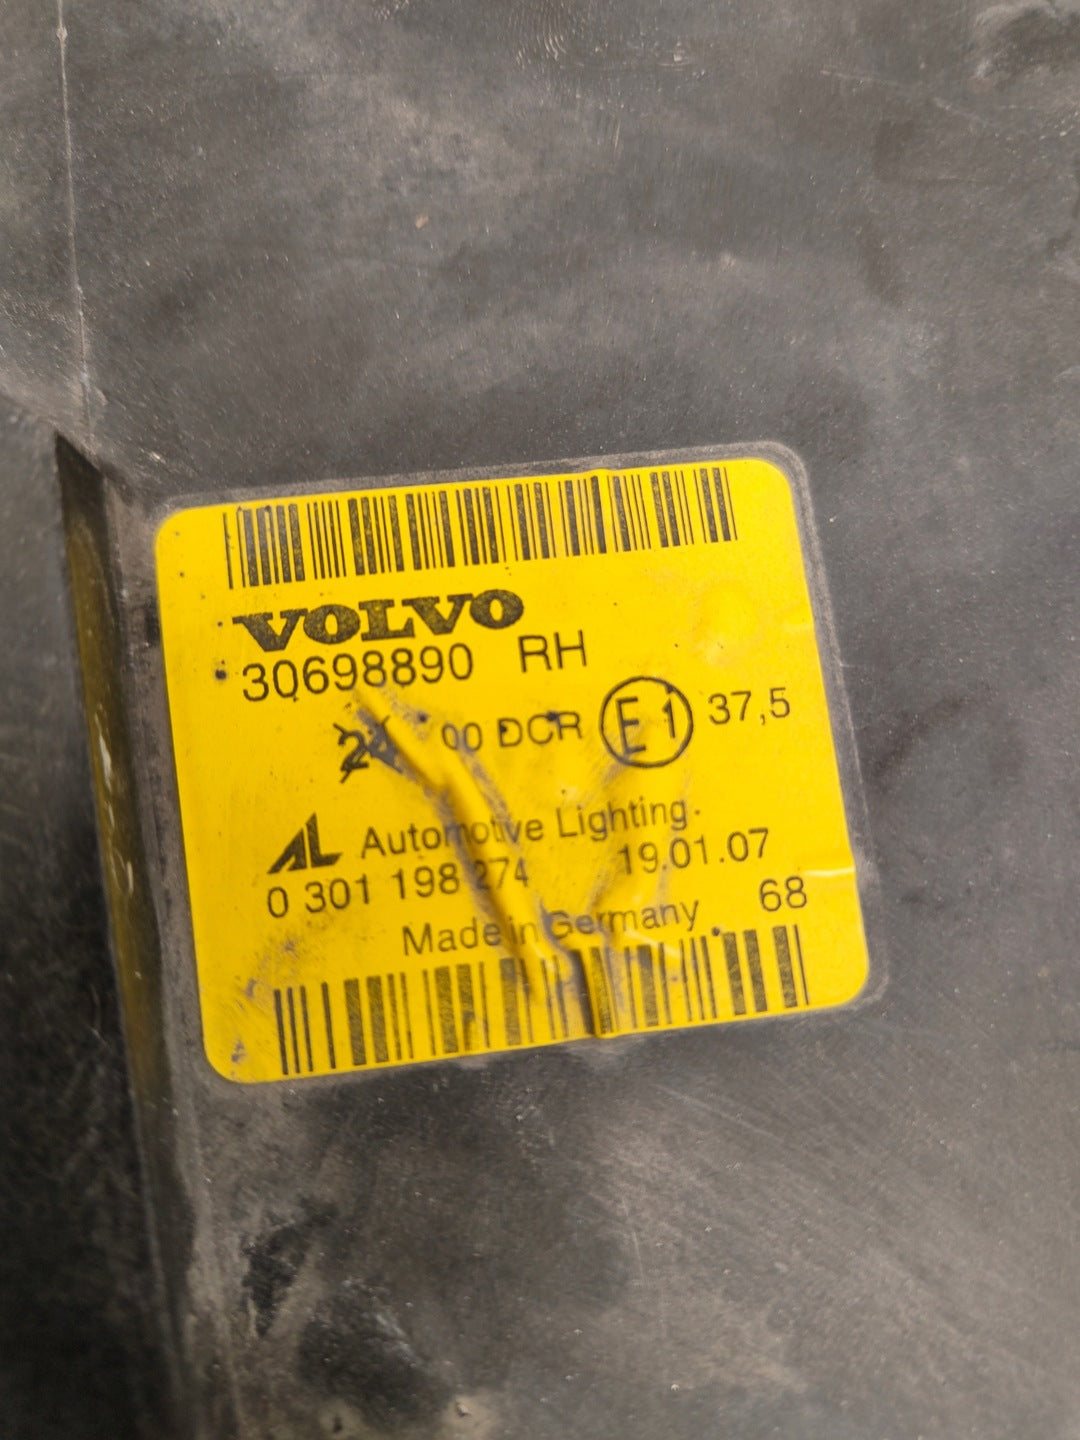 VOLVO
30698890 RH
24 00 DCR E1 37,5
AL Automotive Lighting
0 301 198 274 19.01.07
Made in Germany 68